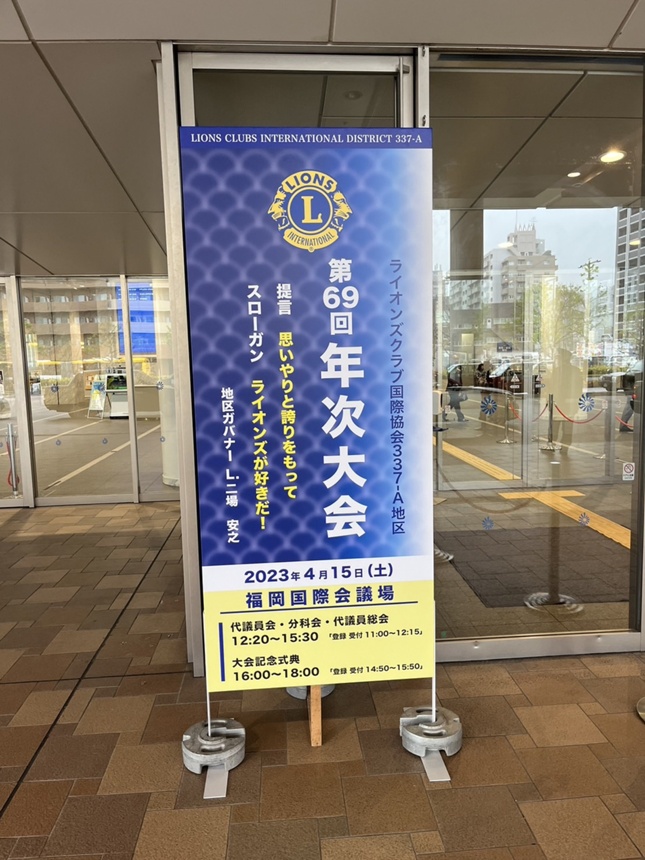 LIONS CLUBS INTERNATIONAL DISTRICT 337-A
LIONS
L
INTERNATIONAL
ライオンズクラブ国際協会337-A地区
第69回 年次大会
提言 思いやりと誇りをもって
スローガン ライオンズが好きだ!
地区ガバナー L.二場 安之
2023年4月15日(土)
福岡国際会議場
代議員会・分科会・代議員総会
12:20〜15:30 「登録 受付 11:00〜12:15」
大会記念式典
16:00〜18:00 「登録 受付 14:50〜15:50」